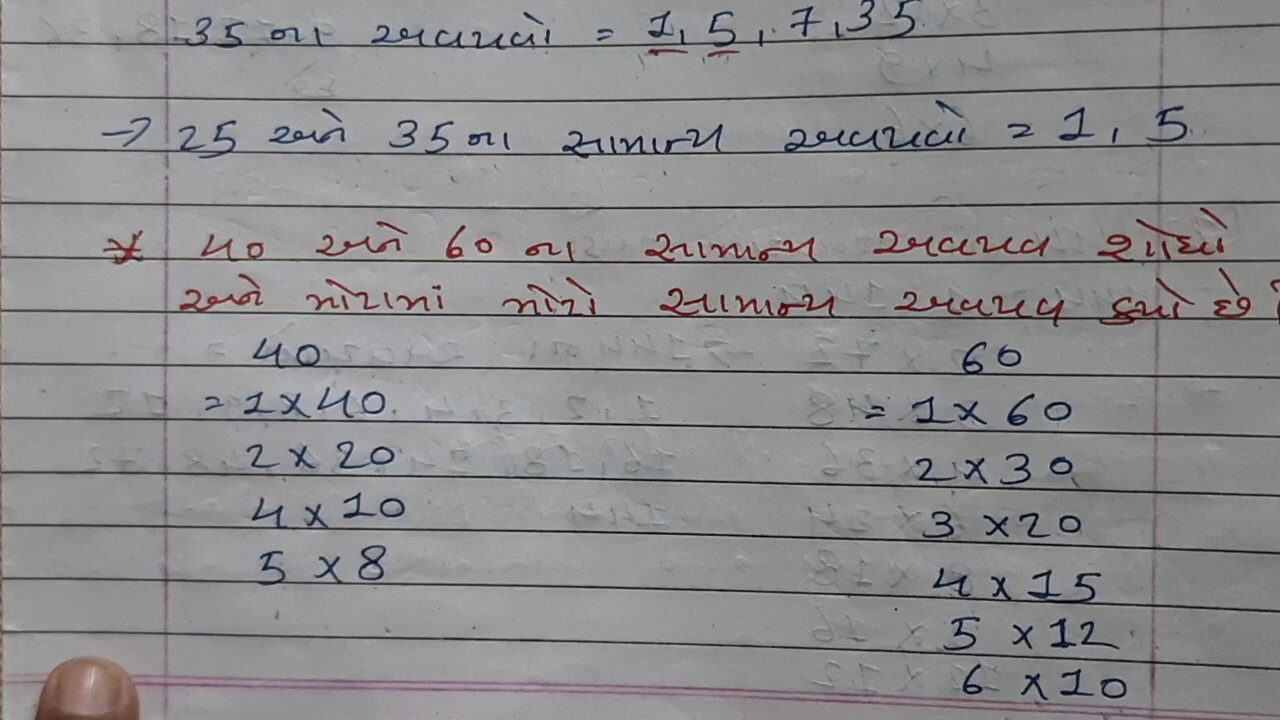 35 ના અવયવો = 1, 5, 7, 35
→ 25 અને 35 ના સામાન્ય અવયવો = 1, 5
* 40 અને 60 ના સામાન્ય અવયવ શોધો
અને મોટામાં મોટો સામાન્ય અવયવ કયો છે ?
40 60
= 1 × 40 = 1 × 60
2 × 20 2 × 30
4 × 10 3 × 20
5 × 8 4 × 15
5 × 12
6 × 10